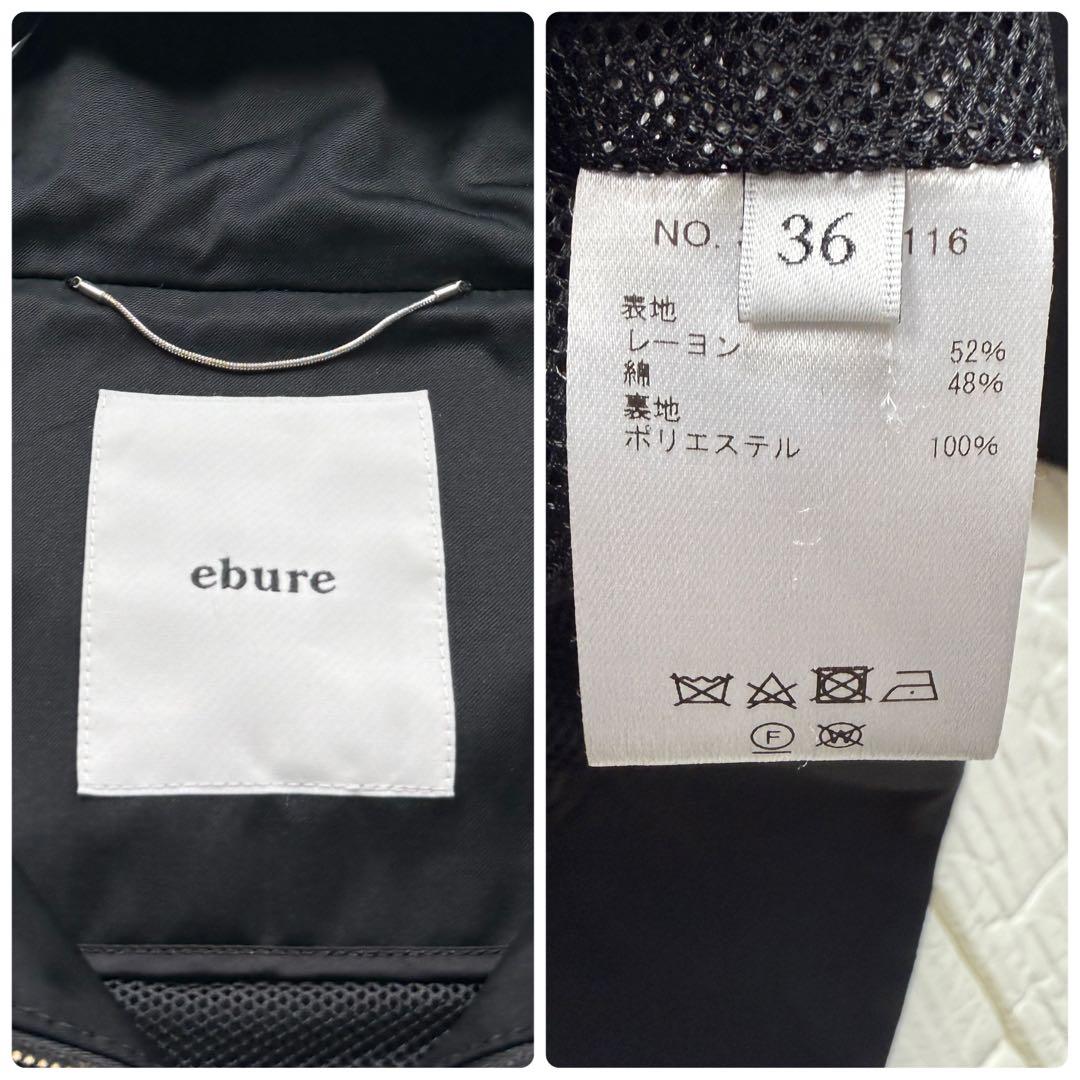 ebure
NO. 116
36
表地
レーヨン 52%
綿 48%
裏地
ポリエステル 100%
F
W